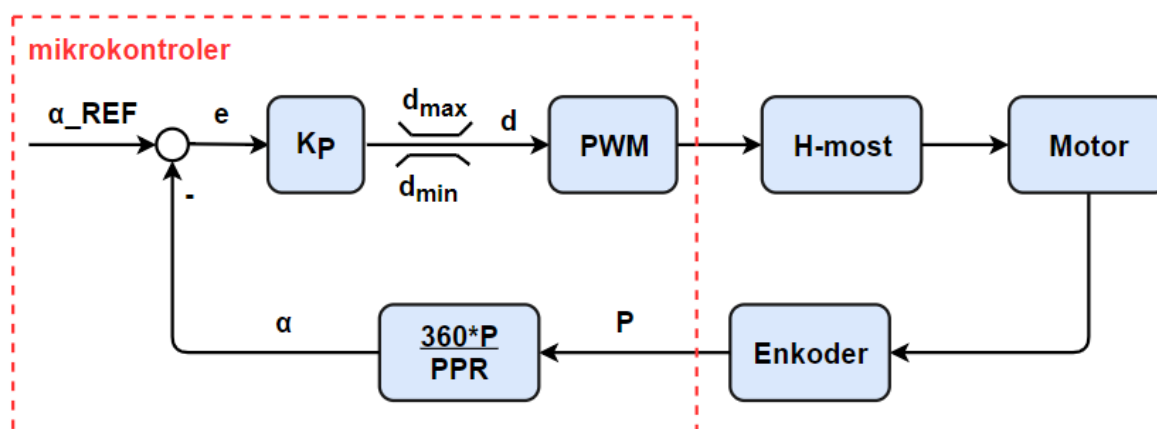 mikrokontroler
α_REF
e
KP
dmax
dmin
d
PWM
H-most
Motor
-
α
360*P
PPR
P
Enkoder